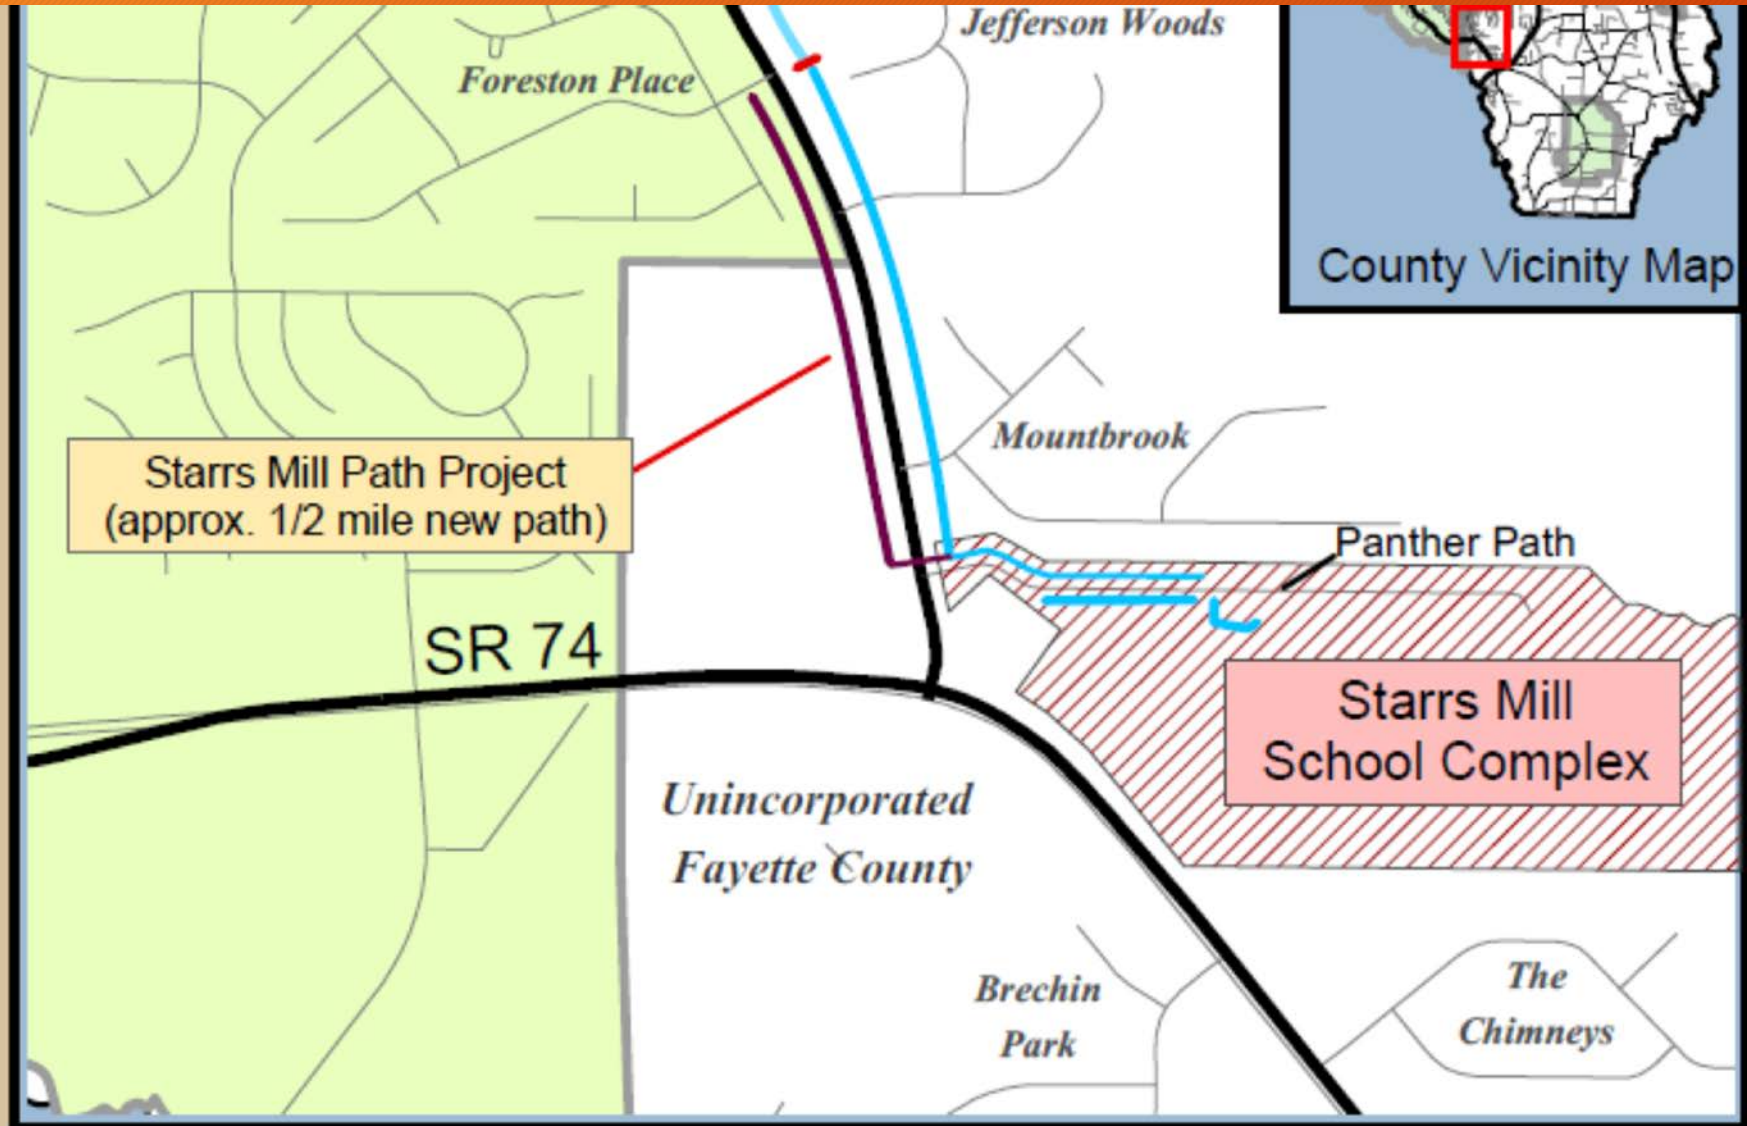 Jefferson Woods
Foreston Place
County Vicinity Map
Mountbrook
Starrs Mill Path Project
(approx. 1/2 mile new path)
Panther Path
SR 74
Starrs Mill
School Complex
Unincorporated
Fayette County
Brechin
Park
The
Chimneys